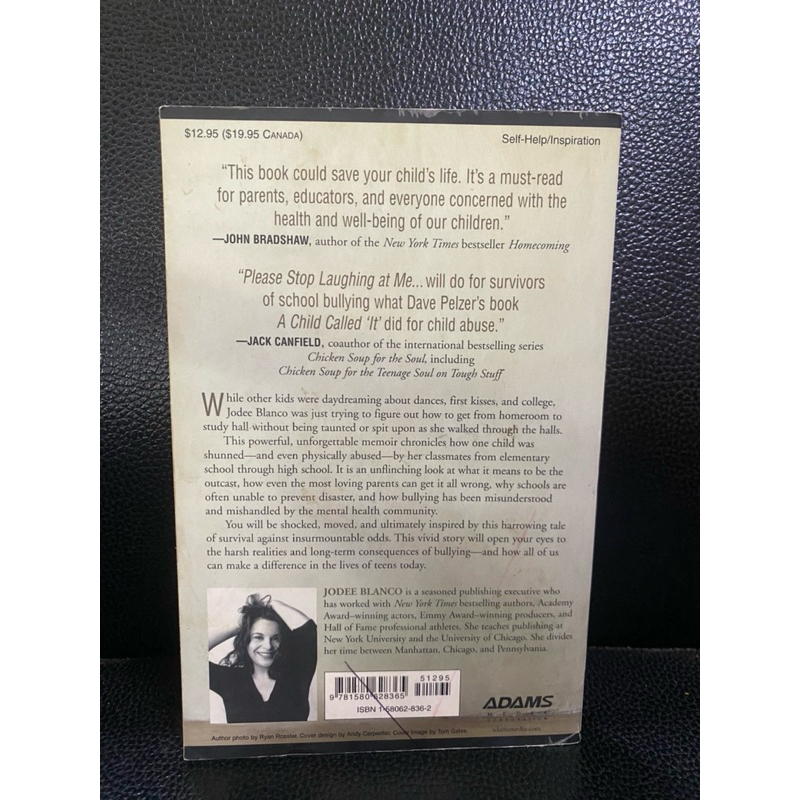 $12.95 ($19.95 CANADA)
Self-Help/Inspiration
“This book could save your child’s life. It’s a must-read
for parents, educators, and everyone concerned with the
health and well-being of our children.”
—JOHN BRADSHAW, author of the New York Times bestseller Homecoming
“Please Stop Laughing at Me... will do for survivors
of school bullying what Dave Pelzer’s book
A Child Called ‘It’ did for child abuse.”
—JACK CANFIELD, coauthor of the international bestselling series
Chicken Soup for the Soul, including
Chicken Soup for the Teenage Soul on Tough Stuff
While other kids were daydreaming about dances, first kisses, and college,
Jodee Blanco was just trying to figure out how to get from homeroom to
study hall without being taunted or spit upon as she walked through the halls.
This powerful, unforgettable memoir chronicles how one child was
shunned—and even physically abused—by her classmates from elementary
school through high school. It is an unflinching look at what it means to be the
outcast, how even the most loving parents can get it all wrong, why schools are
often unable to prevent disaster, and how bullying has been misunderstood
and mishandled by the mental health community.
You will be shocked, moved, and ultimately inspired by this harrowing tale
of survival against insurmountable odds. This vivid story will open your eyes to
the harsh realities and long-term consequences of bullying—and how all of us
can make a difference in the lives of teens today.
JODEE BLANCO is a seasoned publishing executive who
has worked with New York Times bestselling authors, Academy
Award–winning actors, Emmy Award–winning producers, and
Hall of Fame professional athletes. She teaches publishing at
New York University and the University of Chicago. She divides
her time between Manhattan, Chicago, and Pennsylvania.
51295
9 781580 628365
ISBN 1-58062-836-2
ADAMS
MEDIA
CORPORATION
adamsmedia.com
Author photo by Ryan Rossler. Cover design by Andy Carpenter. Cover image by Tom Gates.